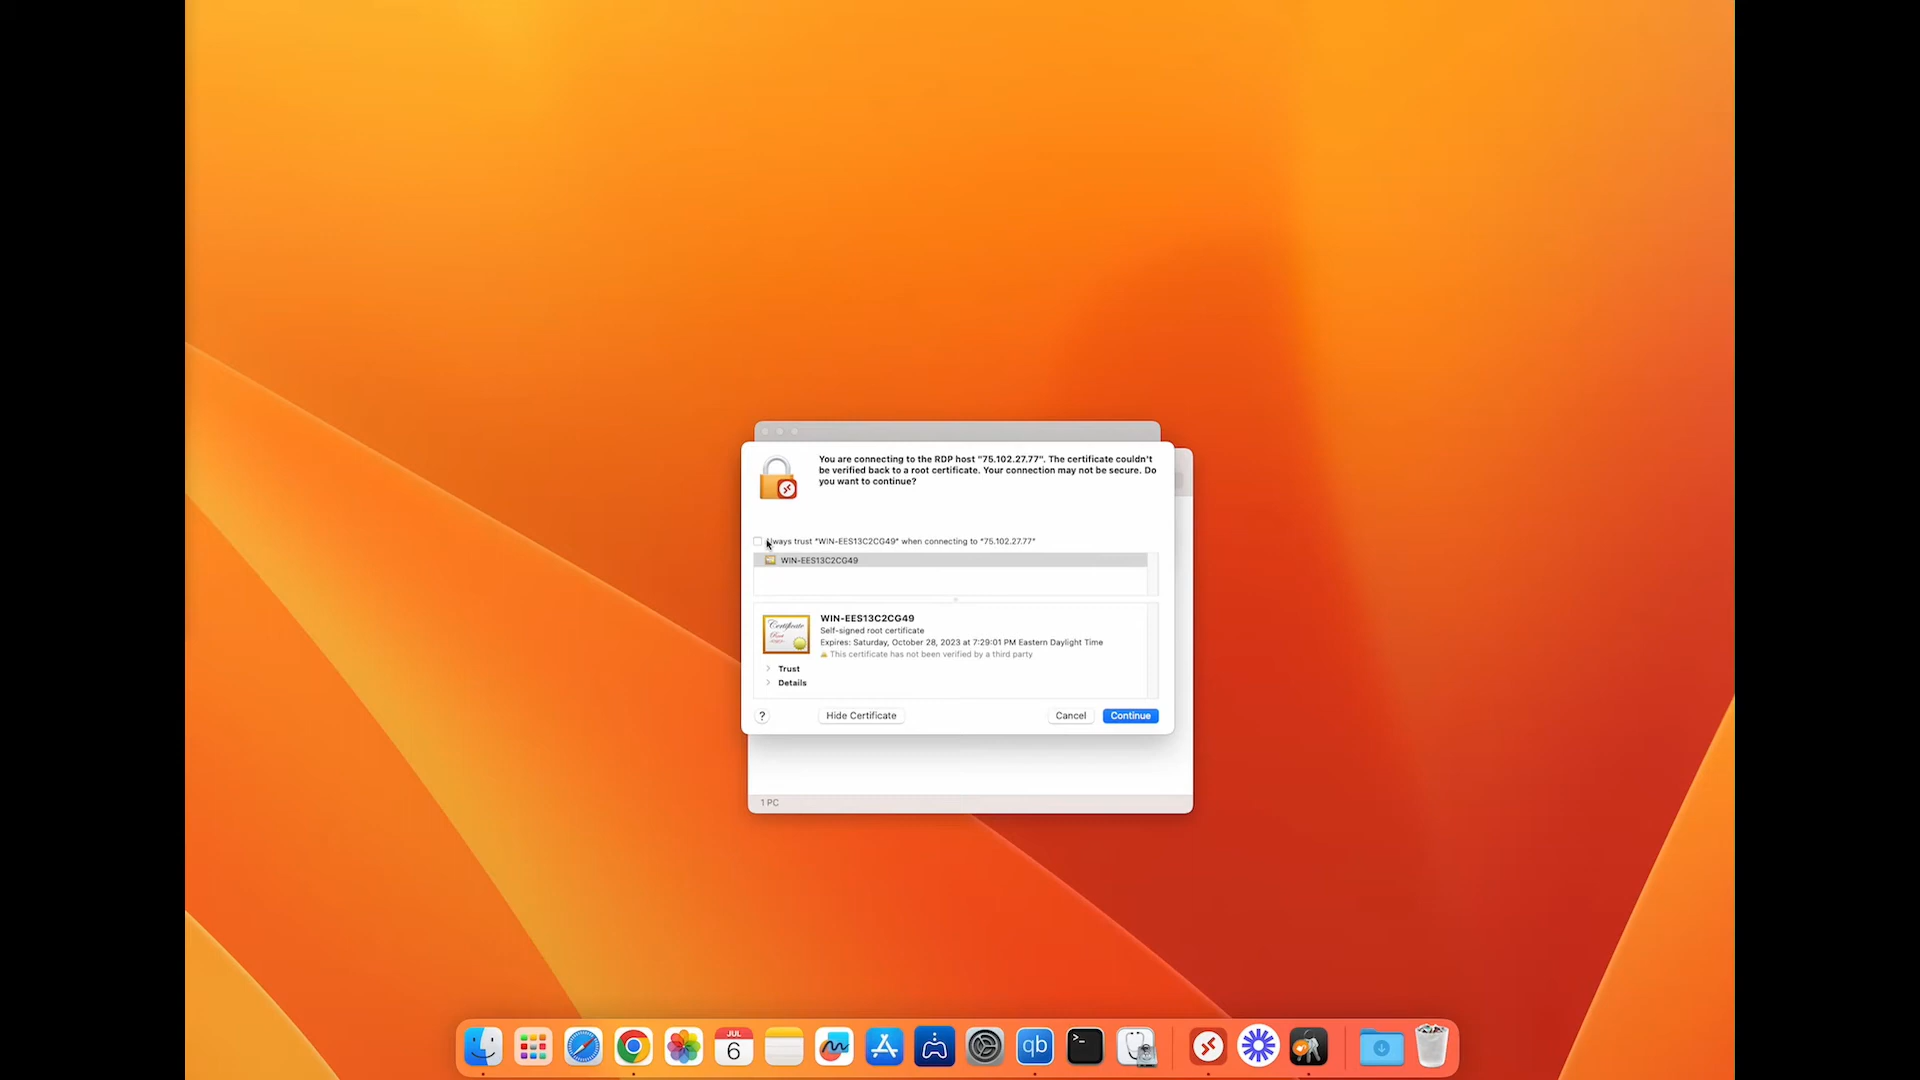 You are connecting to the RDP host "75.102.27.77". The certificate couldn't
be verified back to a root certificate. Your connection may not be secure. Do
you want to continue?
lways trust "WIN-EES13C2CG49" when connecting to "75.102.27.77"
WIN-EES13C2CG49
Certificate
WIN-EES13C2CG49
Self-signed root certificate
Expires: Saturday, October 28, 2023 at 7:29:01 PM Eastern Daylight Time
This certificate has not been verified by a third party
Trust
Details
? Hide Certificate Cancel Continue
1 PC
JUL
6
qb
>_